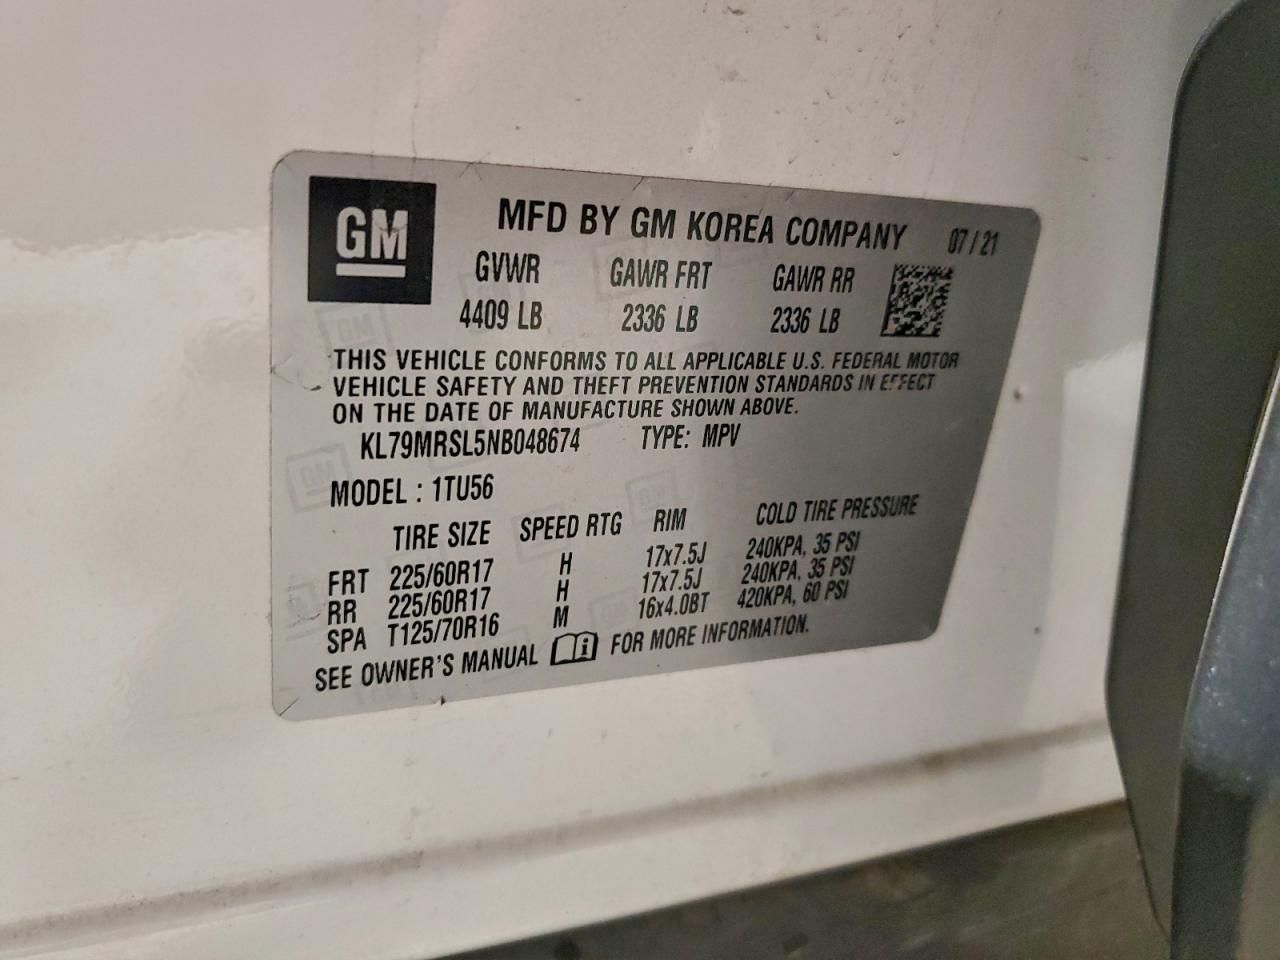 GM
MFD BY GM KOREA COMPANY 07/21
GVWR GAWR FRT GAWR RR
4409 LB 2336 LB 2336 LB
THIS VEHICLE CONFORMS TO ALL APPLICABLE U.S. FEDERAL MOTOR
VEHICLE SAFETY AND THEFT PREVENTION STANDARDS IN EFFECT
ON THE DATE OF MANUFACTURE SHOWN ABOVE.
KL79MRSL5NB048674 TYPE: MPV
MODEL : 1TU56
TIRE SIZE SPEED RTG RIM COLD TIRE PRESSURE
FRT 225/60R17 H 17x7.5J 240KPA, 35 PSI
RR 225/60R17 H 17x7.5J 240KPA, 35 PSI
SPA T125/70R16 M 16x4.0BT 420KPA, 60 PSI
SEE OWNER'S MANUAL FOR MORE INFORMATION.